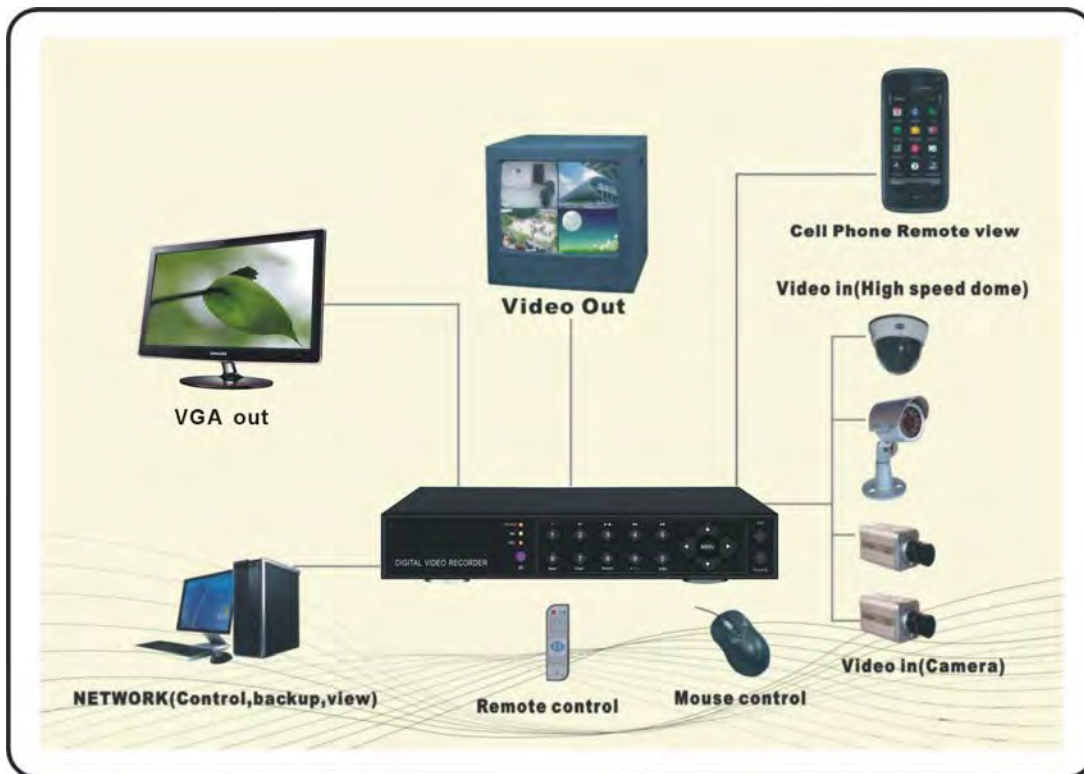 Cell Phone Remote view
Video in(High speed dome)
Video Out
VGA out
DIGITAL VIDEO RECORDER
MENU
Video in(Camera)
NETWORK(Control,backup,view)
Remote control
Mouse control